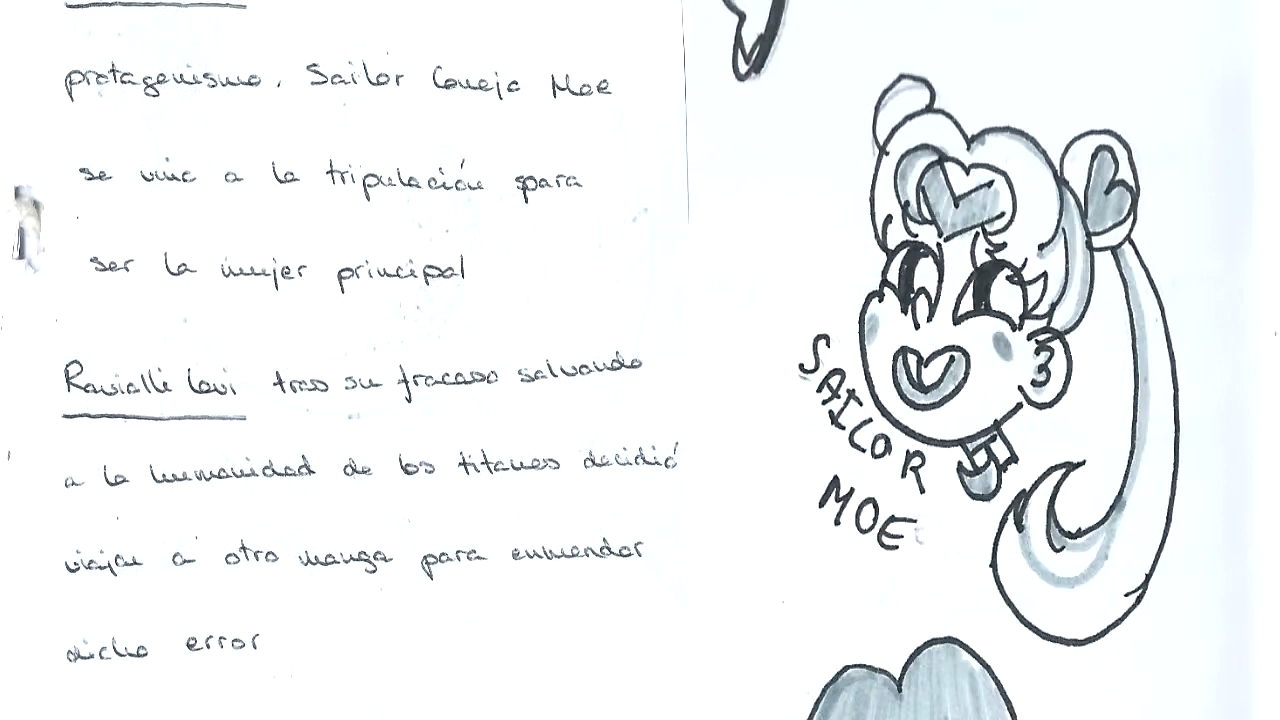 protagonismo. Sailor Coneja Moe
se une a la tripulación para
ser la mujer principal
Ravialli Levi tras su fracaso salvando
a la humanidad de los titanes decidió
viajar a otro manga para enmendar
dicho error
SAILOR
MOE